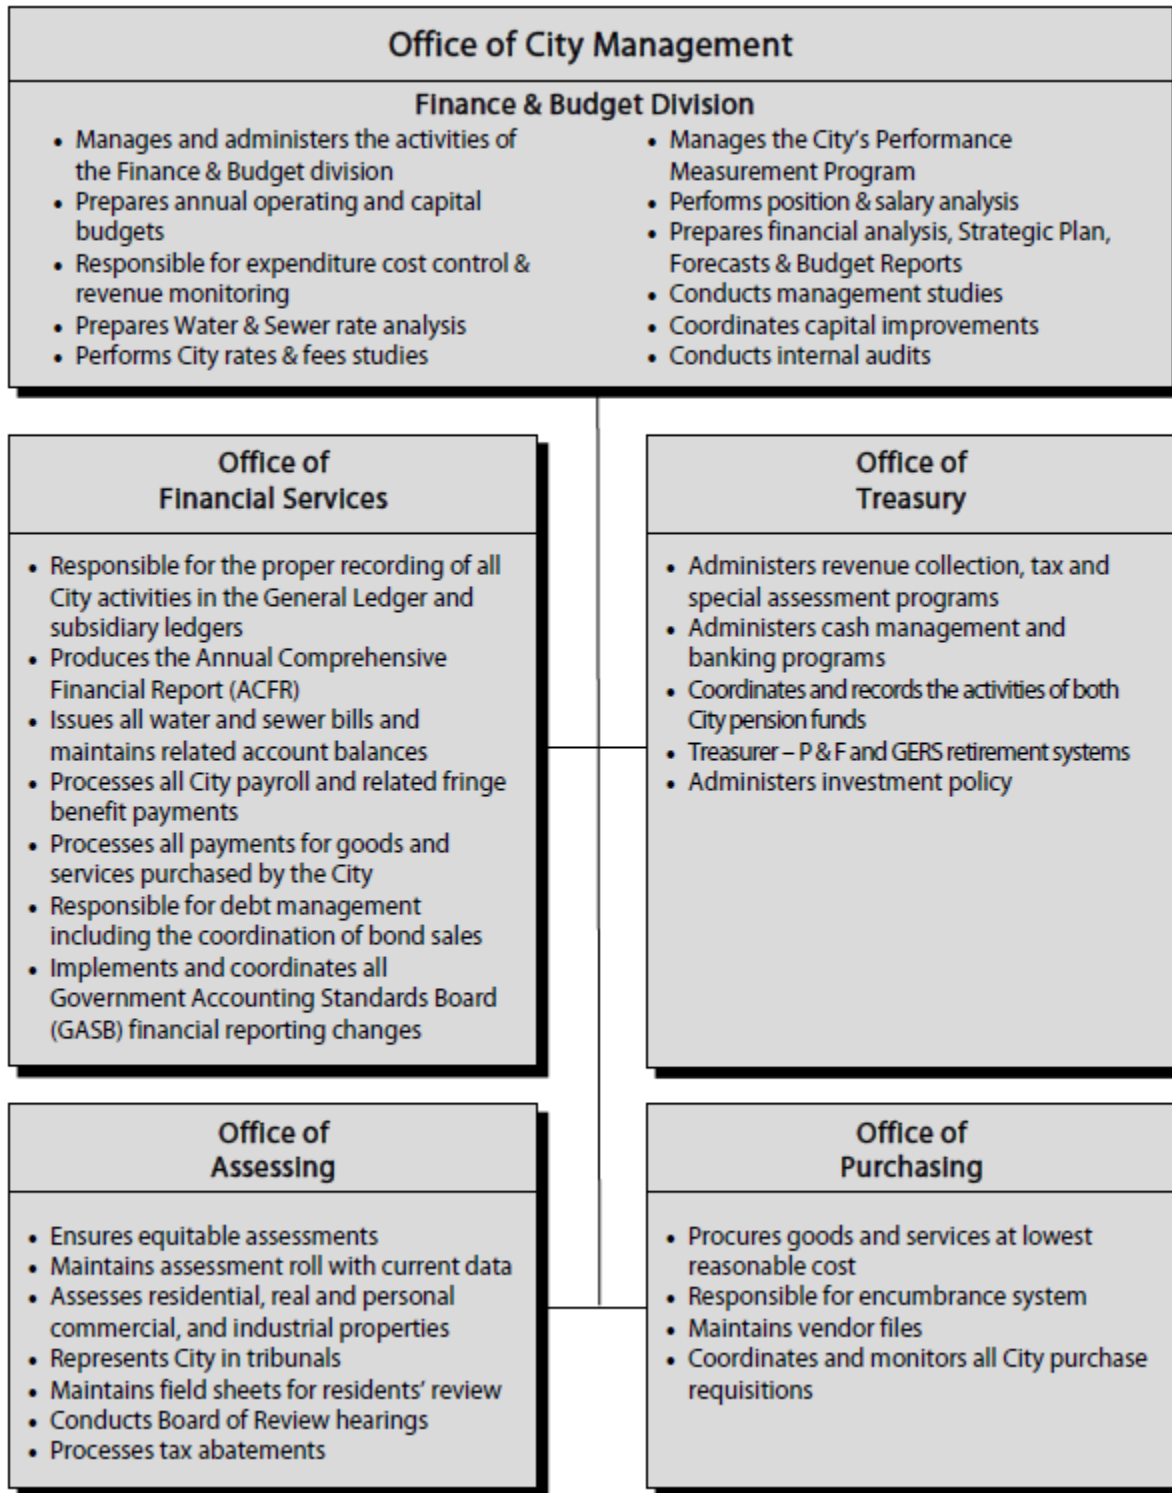 Office of City Management
Finance & Budget Division
• Manages and administers the activities of
the Finance & Budget division
• Prepares annual operating and capital
budgets
• Responsible for expenditure cost control &
revenue monitoring
• Prepares Water & Sewer rate analysis
• Performs City rates & fees studies
• Manages the City's Performance
Measurement Program
• Performs position & salary analysis
• Prepares financial analysis, Strategic Plan,
Forecasts & Budget Reports
• Conducts management studies
• Coordinates capital improvements
• Conducts internal audits
Office of
Financial Services
• Responsible for the proper recording of all
City activities in the General Ledger and
subsidiary ledgers
• Produces the Annual Comprehensive
Financial Report (ACFR)
• Issues all water and sewer bills and
maintains related account balances
• Processes all City payroll and related fringe
benefit payments
• Processes all payments for goods and
services purchased by the City
• Responsible for debt management
including the coordination of bond sales
• Implements and coordinates all
Government Accounting Standards Board
(GASB) financial reporting changes
Office of
Treasury
• Administers revenue collection, tax and
special assessment programs
• Administers cash management and
banking programs
• Coordinates and records the activities of both
City pension funds
• Treasurer – P & F and GERS retirement systems
• Administers investment policy
Office of
Assessing
• Ensures equitable assessments
• Maintains assessment roll with current data
• Assesses residential, real and personal
commercial, and industrial properties
• Represents City in tribunals
• Maintains field sheets for residents' review
• Conducts Board of Review hearings
• Processes tax abatements
Office of
Purchasing
• Procures goods and services at lowest
reasonable cost
• Responsible for encumbrance system
• Maintains vendor files
• Coordinates and monitors all City purchase
requisitions